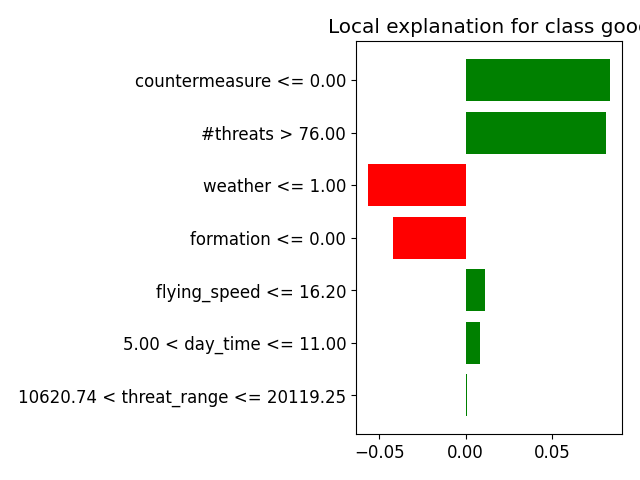 Local explanation for class goo
countermeasure <= 0.00
#threats > 76.00
weather <= 1.00
formation <= 0.00
flying_speed <= 16.20
5.00 < day_time <= 11.00
10620.74 < threat_range <= 20119.25
−0.05 0.00 0.05